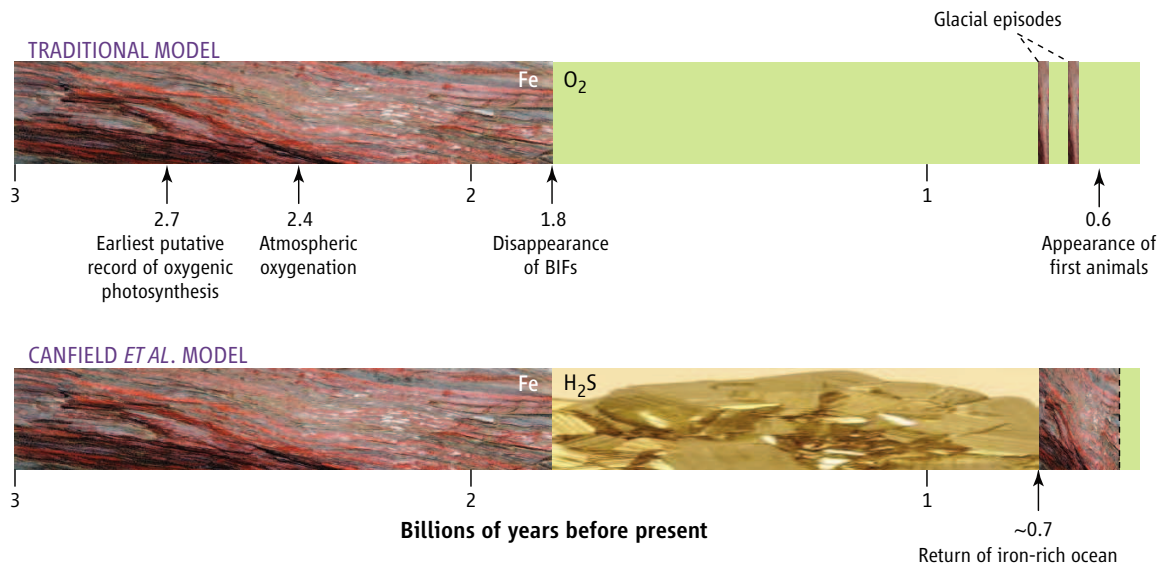 Glacial episodes
TRADITIONAL MODEL
Fe
O2
3
2
1
2.7
Earliest putative
record of oxygenic
photosynthesis
2.4
Atmospheric
oxygenation
1.8
Disappearance
of BIFs
0.6
Appearance of
first animals
CANFIELD ET AL. MODEL
Fe
H2S
3
2
1
Billions of years before present
~0.7
Return of iron-rich ocean